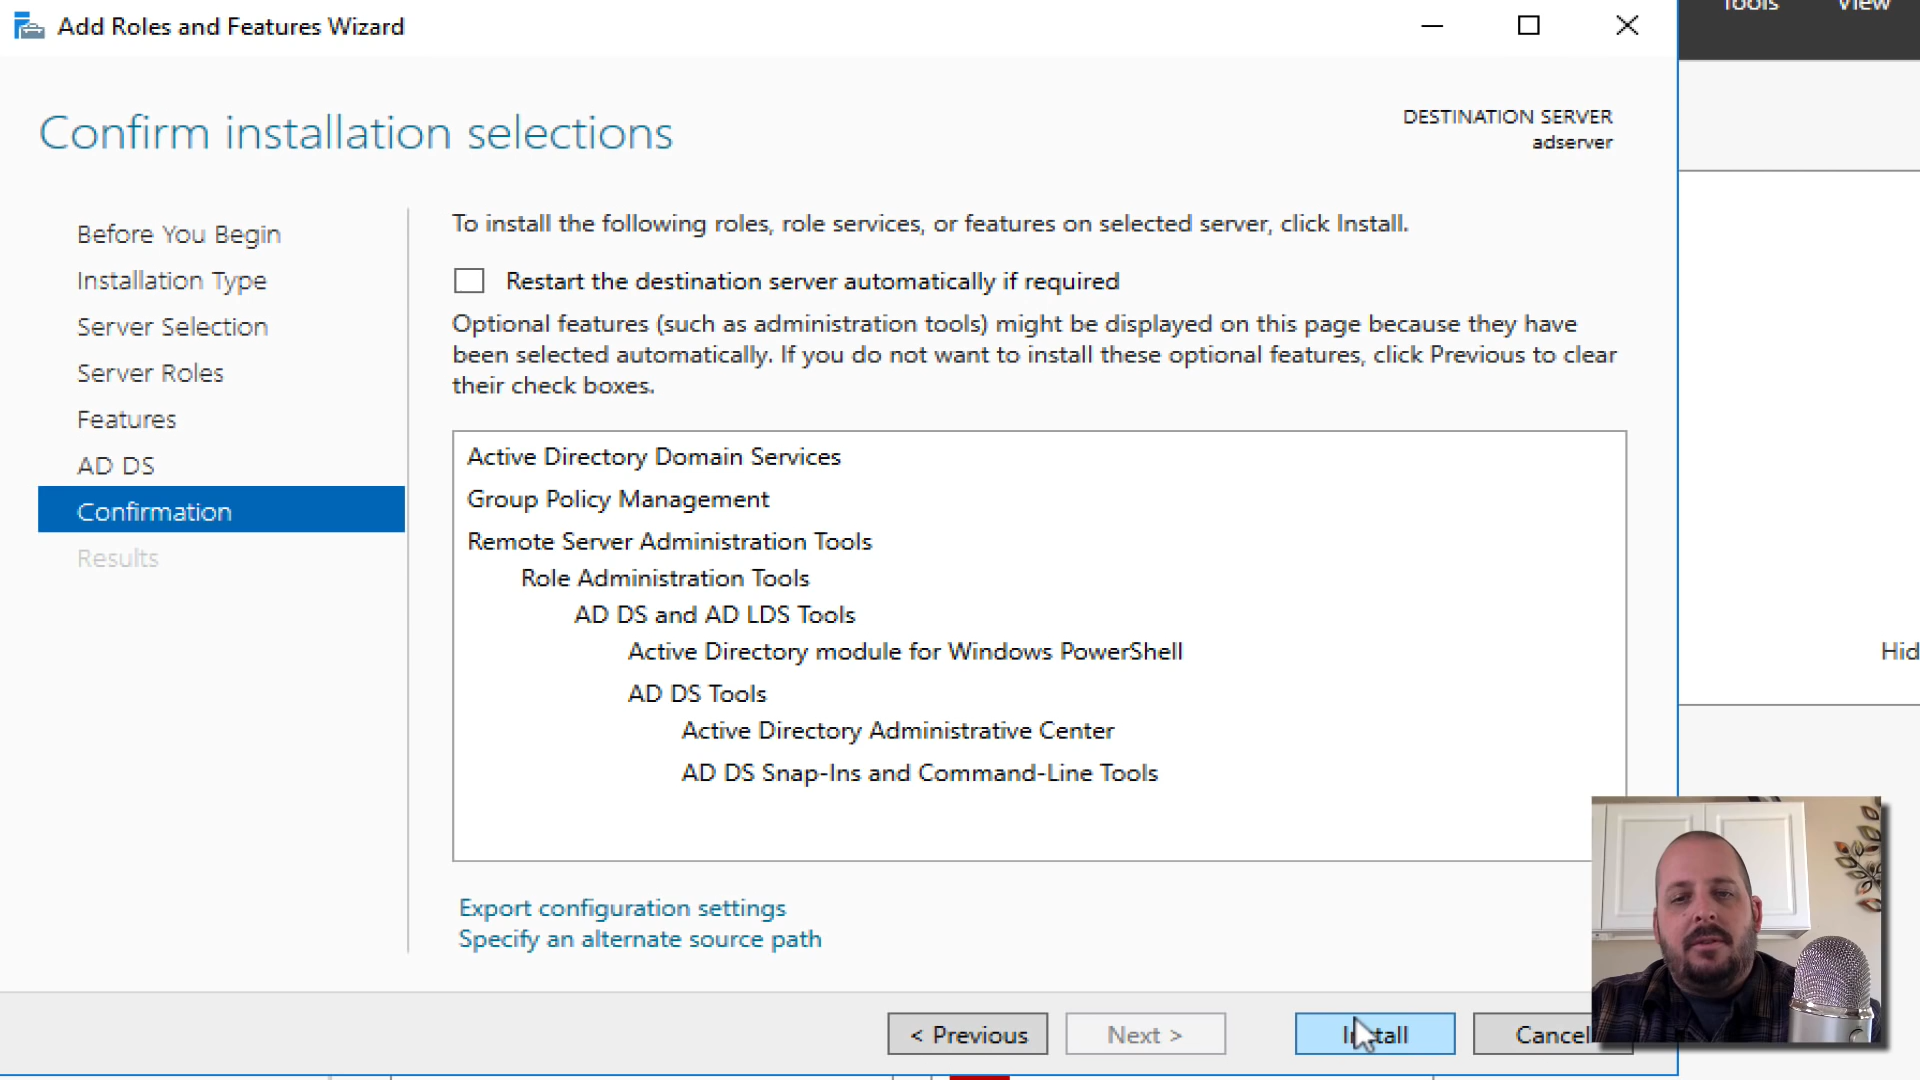 Add Roles and Features Wizard
Tools View
Confirm installation selections
DESTINATION SERVER
adserver
Before You Begin
Installation Type
Server Selection
Server Roles
Features
AD DS
Confirmation
Results
To install the following roles, role services, or features on selected server, click Install.
Restart the destination server automatically if required
Optional features (such as administration tools) might be displayed on this page because they have
been selected automatically. If you do not want to install these optional features, click Previous to clear
their check boxes.
Active Directory Domain Services
Group Policy Management
Remote Server Administration Tools
Role Administration Tools
AD DS and AD LDS Tools
Active Directory module for Windows PowerShell
AD DS Tools
Active Directory Administrative Center
AD DS Snap-Ins and Command-Line Tools
Hid
Export configuration settings
Specify an alternate source path
< Previous
Next >
Install
Cancel